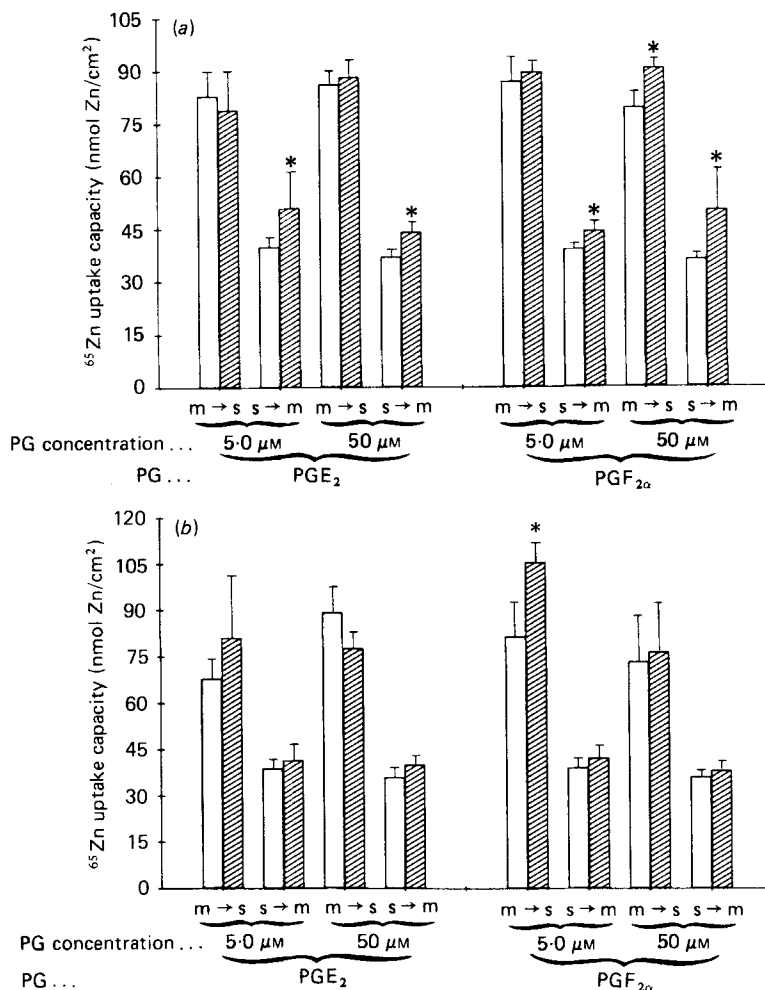 (a)
⁶⁵Zn uptake capacity (nmol Zn/cm²)
105
90
75
60
45
30
15
0
* * * * *
m → s s → m m → s s → m m → s s → m m → s s → m
PG concentration ... 5·0 μM 50 μM 5·0 μM 50 μM
PG ... PGE₂ PGF₂α
(b)
⁶⁵Zn uptake capacity (nmol Zn/cm²)
120
105
90
75
60
45
30
15
0
*
m → s s → m m → s s → m m → s s → m m → s s → m
PG concentration ... 5·0 μM 50 μM 5·0 μM 50 μM
PG ... PGE₂ PGF₂α